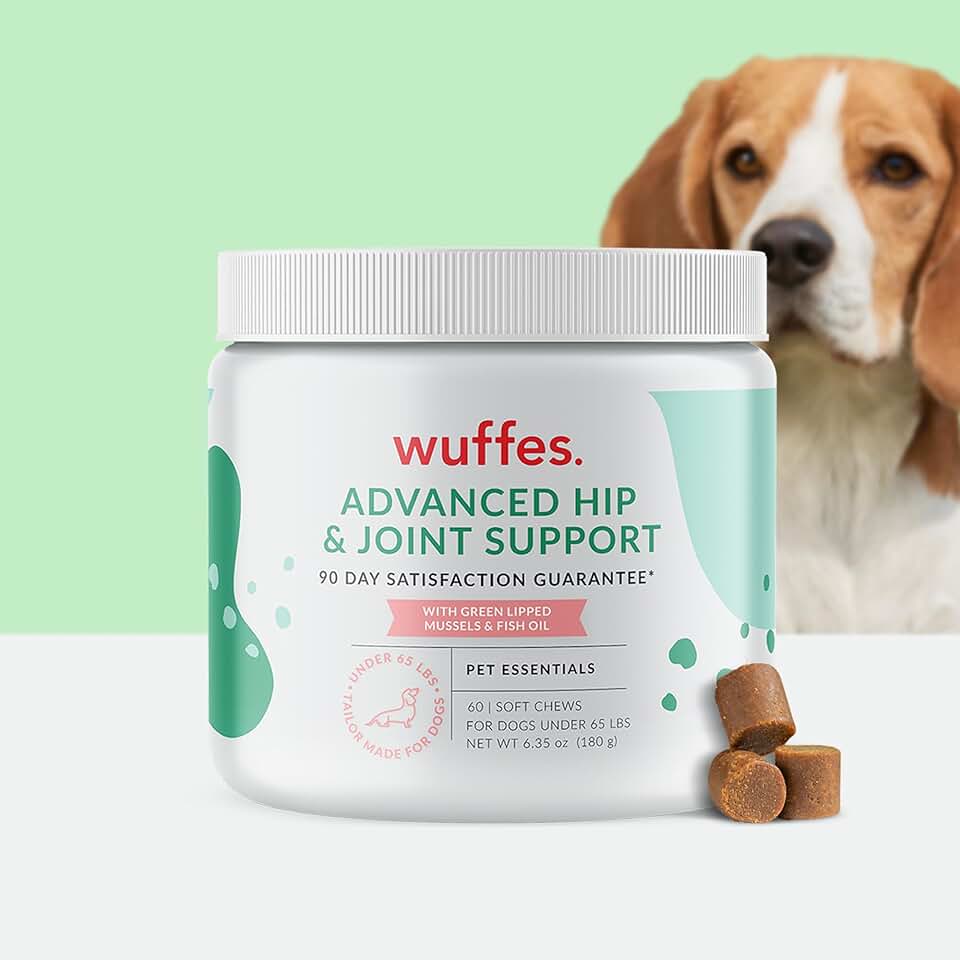 wuffes.
ADVANCED HIP
& JOINT SUPPORT
90 DAY SATISFACTION GUARANTEE*
WITH GREEN LIPPED
MUSSELS & FISH OIL
UNDER 65 LBS •
TAILOR MADE FOR DOGS •
PET ESSENTIALS
60 | SOFT CHEWS
FOR DOGS UNDER 65 LBS
NET WT 6.35 oz (180 g)